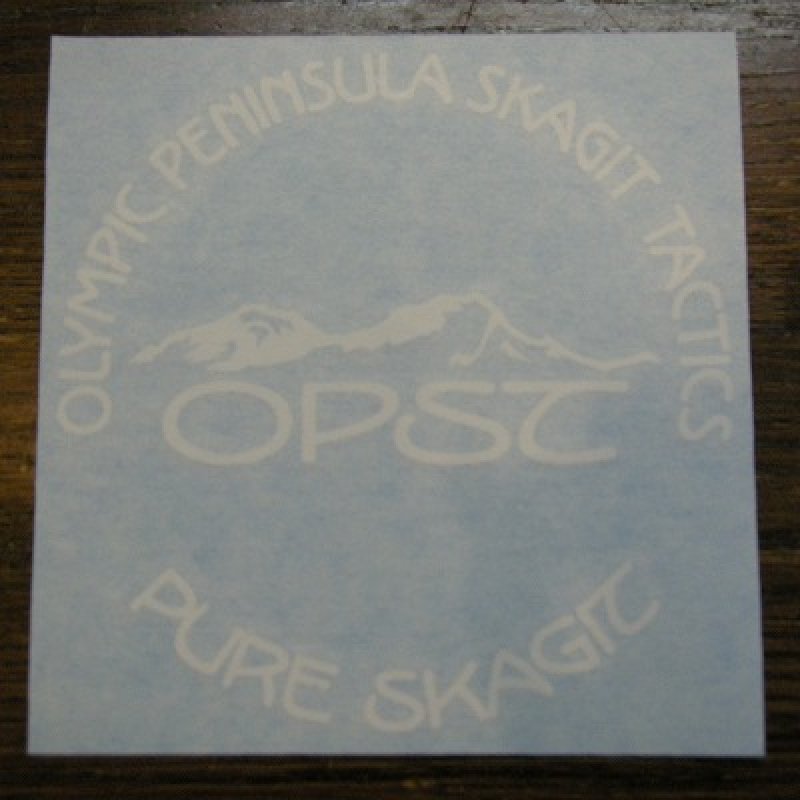 OLYMPIC PENINSULA SKAGIT TACTICS
OPST
PURE SKAGIT